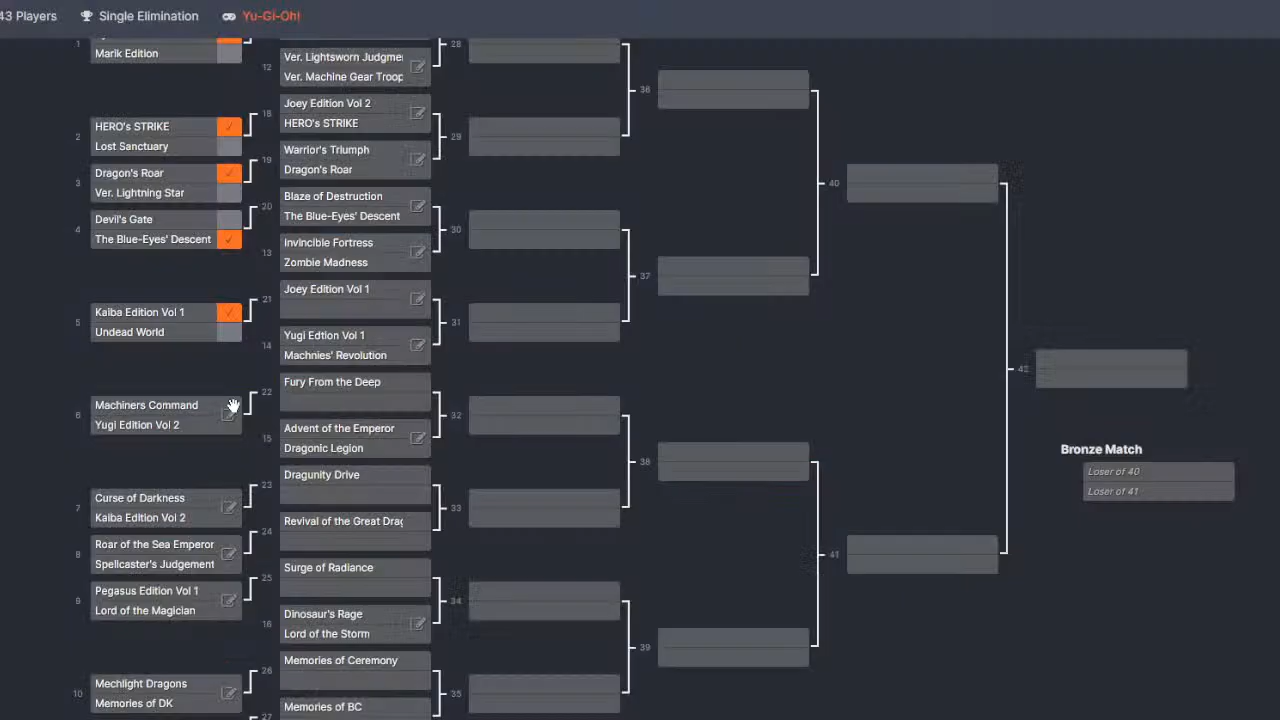 43 Players
Single Elimination
Yu-Gi-Oh!
1
Marik Edition
2
HERO's STRIKE
Lost Sanctuary
3
Dragon's Roar
Ver. Lightning Star
4
Devil's Gate
The Blue-Eyes' Descent
5
Kaiba Edition Vol 1
Undead World
6
Machiners Command
Yugi Edition Vol 2
7
Curse of Darkness
Kaiba Edition Vol 2
8
Roar of the Sea Emperor
Spellcaster's Judgement
9
Pegasus Edition Vol 1
Lord of the Magician
10
Mechlight Dragons
Memories of DK
12
Ver. Lightsworn Judgme
Ver. Machine Gear Troop
18
Joey Edition Vol 2
HERO's STRIKE
19
Warrior's Triumph
Dragon's Roar
20
Blaze of Destruction
The Blue-Eyes' Descent
13
Invincible Fortress
Zombie Madness
21
Joey Edition Vol 1
14
Yugi Edtion Vol 1
Machnies' Revolution
22
Fury From the Deep
15
Advent of the Emperor
Dragonic Legion
23
Dragunity Drive
24
Revival of the Great Drag
25
Surge of Radiance
16
Dinosaur's Rage
Lord of the Storm
26
Memories of Ceremony
27
Memories of BC
28
29
30
31
32
33
34
35
36
37
38
39
40
41
42
Bronze Match
Loser of 40
Loser of 41